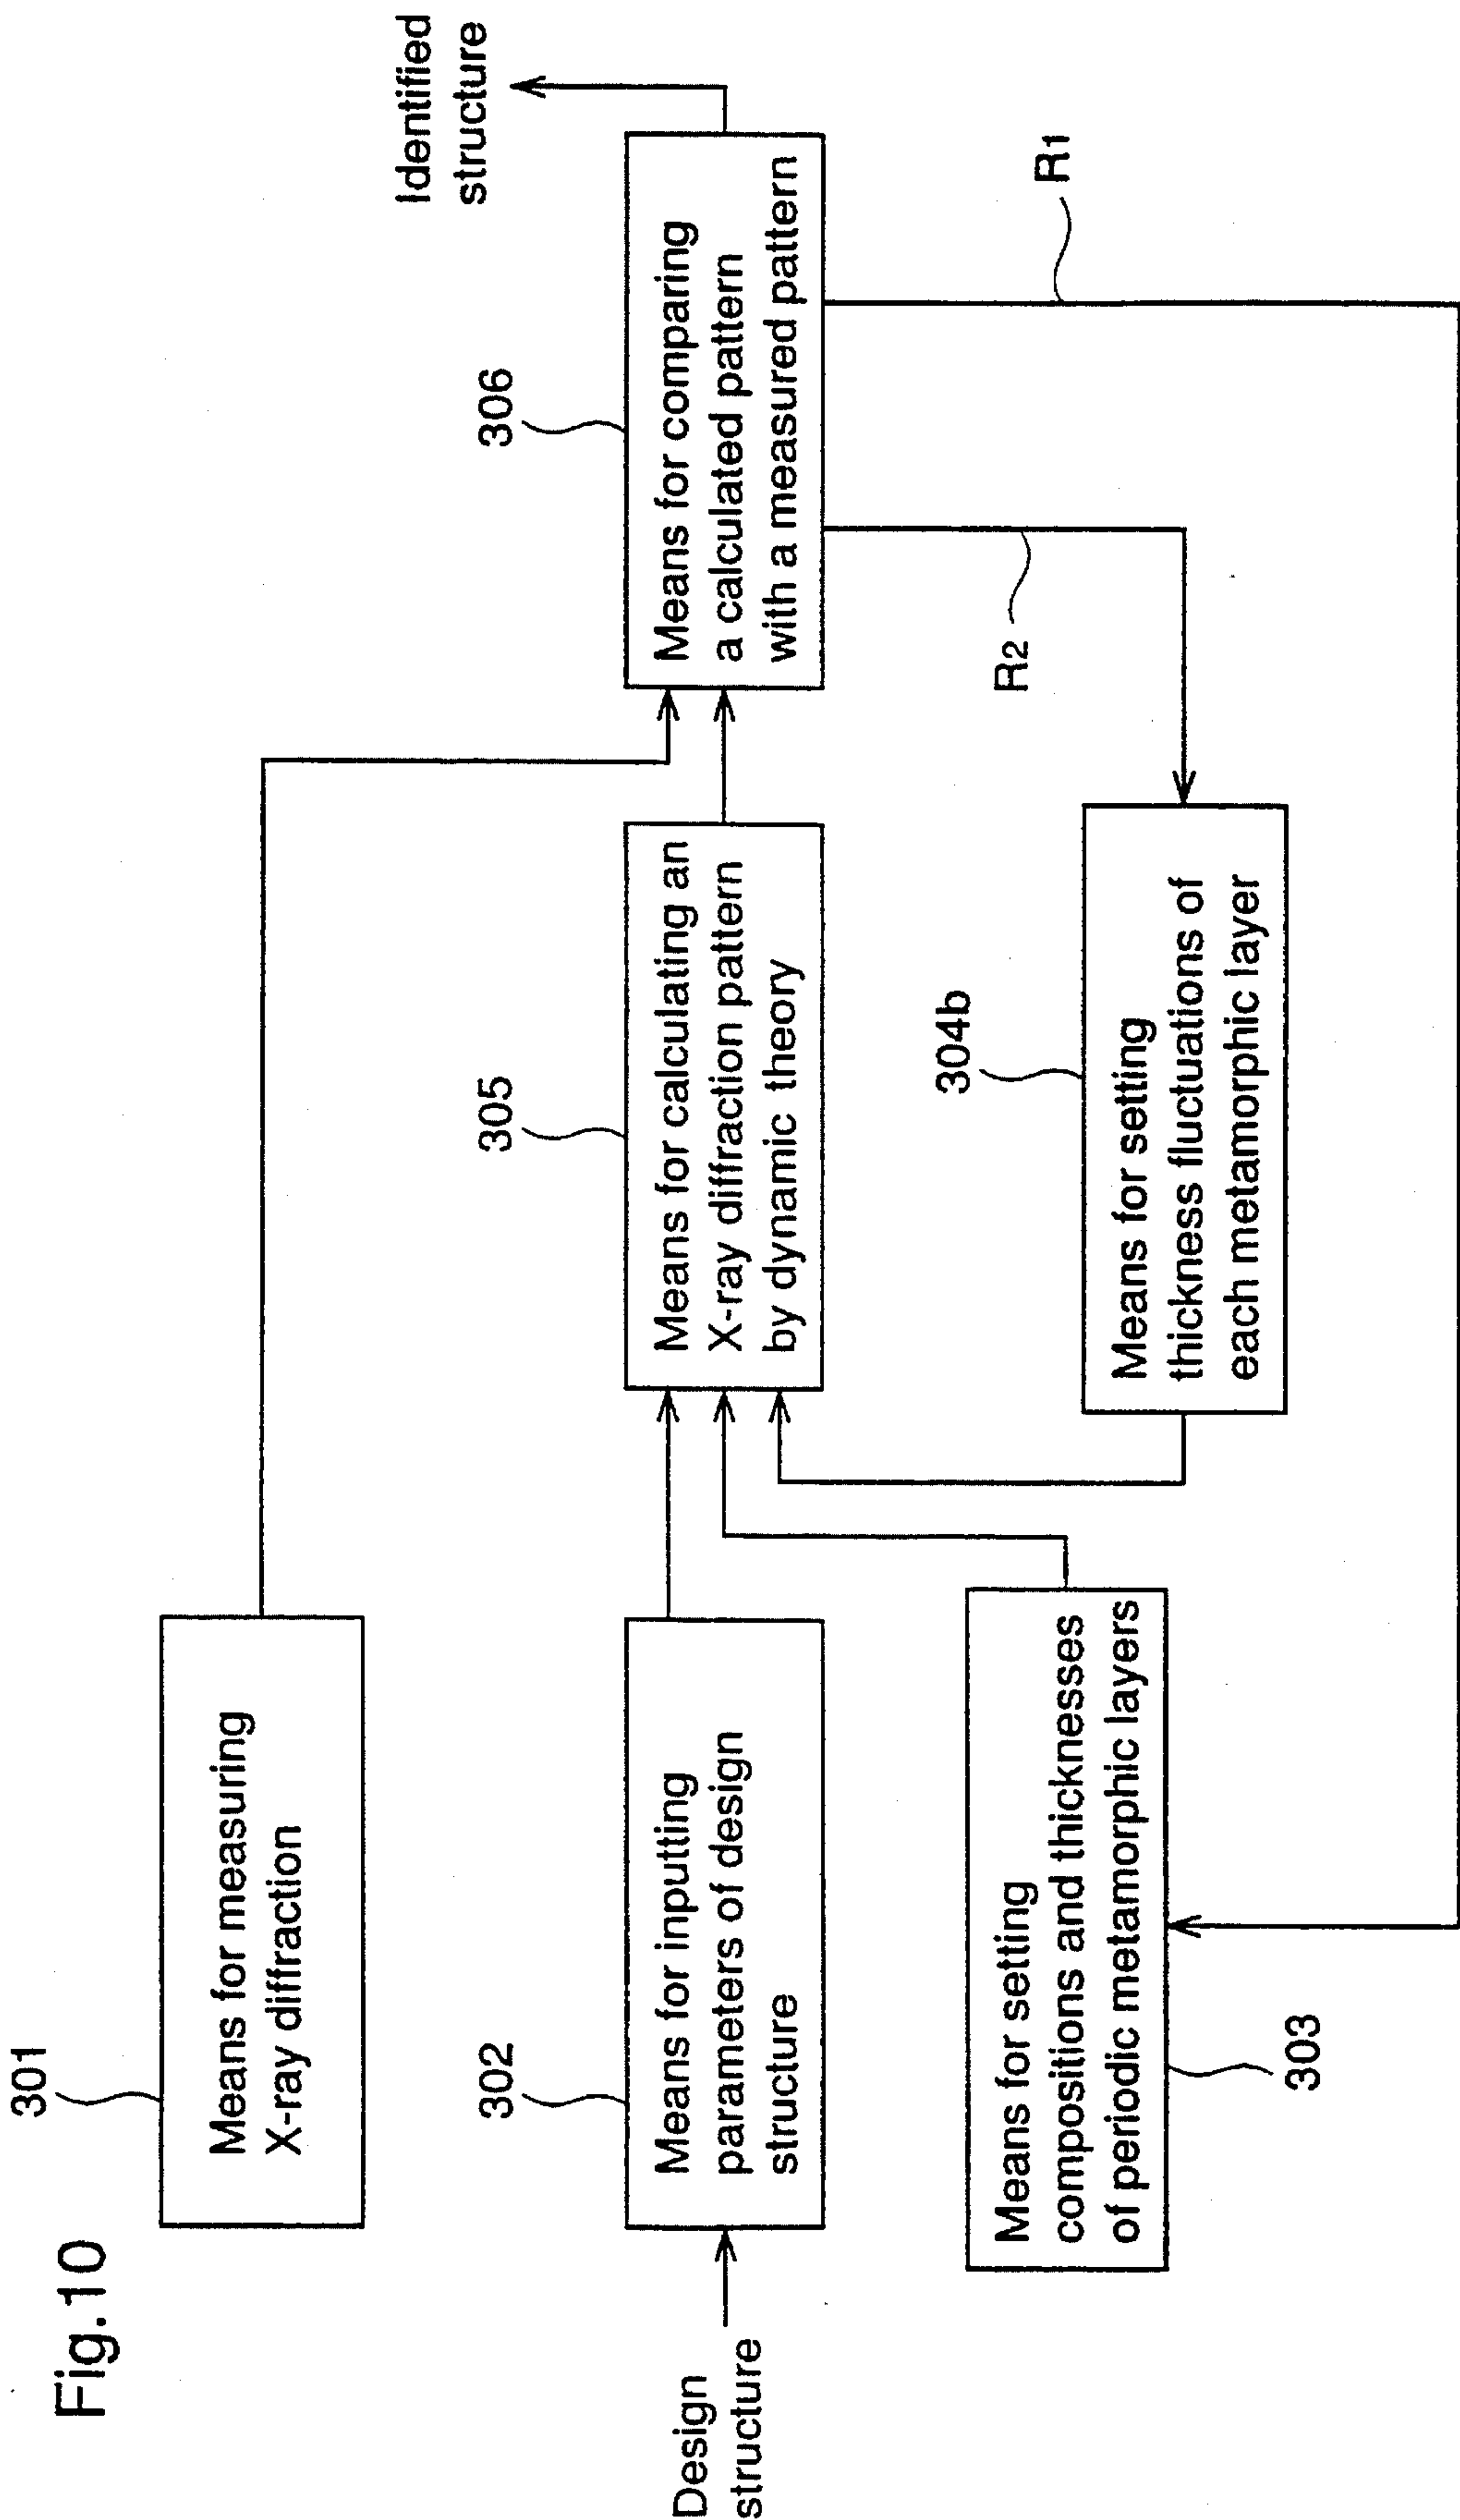 Fig.10
301
Means for measuring
X-ray diffraction
Design
structure
302
Means for inputting
parameters of design
structure
Means for setting
compositions and thicknesses
of periodic metamorphic layers
303
305
Means for calculating an
X-ray diffraction pattern
by dynamic theory
304b
Means for setting
thickness fluctuations of
each metamorphic layer
306
Means for comparing
a calculated pattern
with a measured pattern
R2
R1
Identified
structure